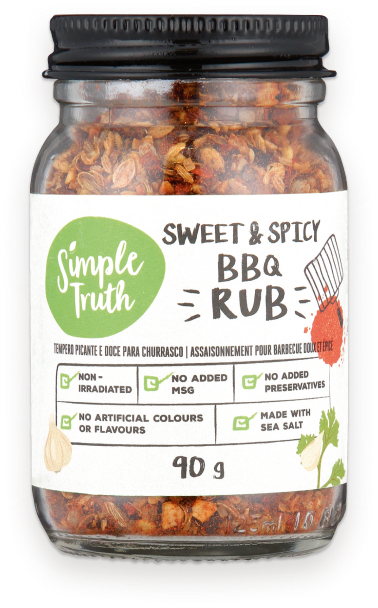 Simple
Truth
SWEET & SPICY
BBQ
RUB
TEMPERO PICANTE E DOCE PARA CHURRASCO | ASSAISONNEMENT POUR BARBECUE DOUX ET ÉPICÉ
NON-
IRRADIATED
NO ADDED
MSG
NO ADDED
PRESERVATIVES
NO ARTIFICIAL COLOURS
OR FLAVOURS
MADE WITH
SEA SALT
90 g